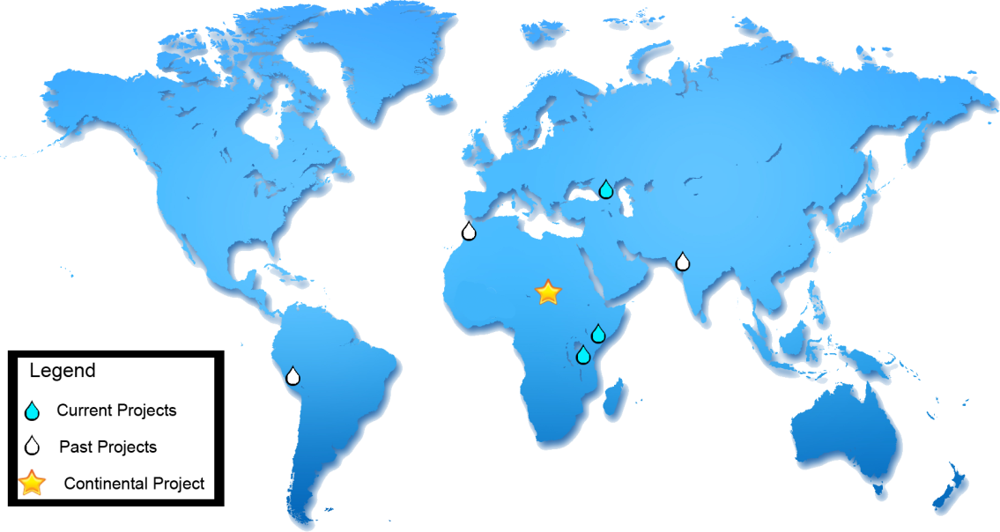 Legend
Current Projects
Past Projects
Continental Project